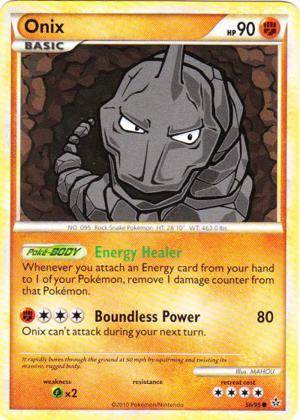 Onix
HP 90
BASIC
NO. 095 Rock Snake Pokémon HT: 28'10" WT: 463.0 lbs.
Poké-BODY Energy Healer
Whenever you attach an Energy card from your hand
to 1 of your Pokémon, remove 1 damage counter from
that Pokémon.
Boundless Power 80
Onix can't attack during your next turn.
It rapidly bores through the ground at 50 mph by squirming and twisting its
massive, rugged body.
Illus. MAHOU
weakness resistance retreat cost
×2
©2010 Pokémon/Nintendo
56/95